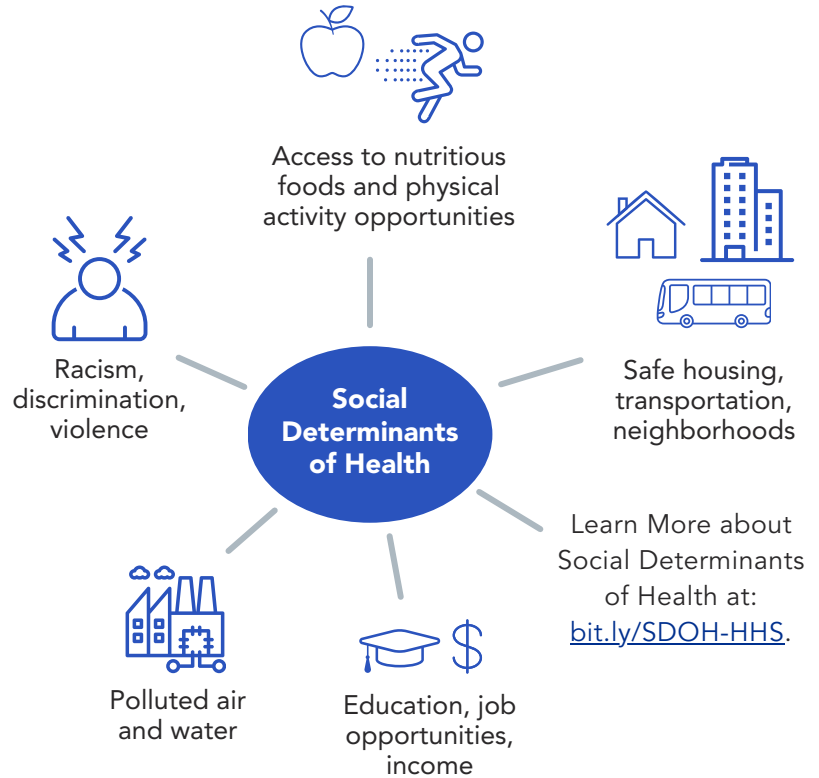 Access to nutritious
foods and physical
activity opportunities
Racism,
discrimination,
violence
Social
Determinants
of Health
Safe housing,
transportation,
neighborhoods
Learn More about
Social Determinants
of Health at:
bit.ly/SDOH-HHS.
Polluted air
and water
Education, job
opportunities,
income
$